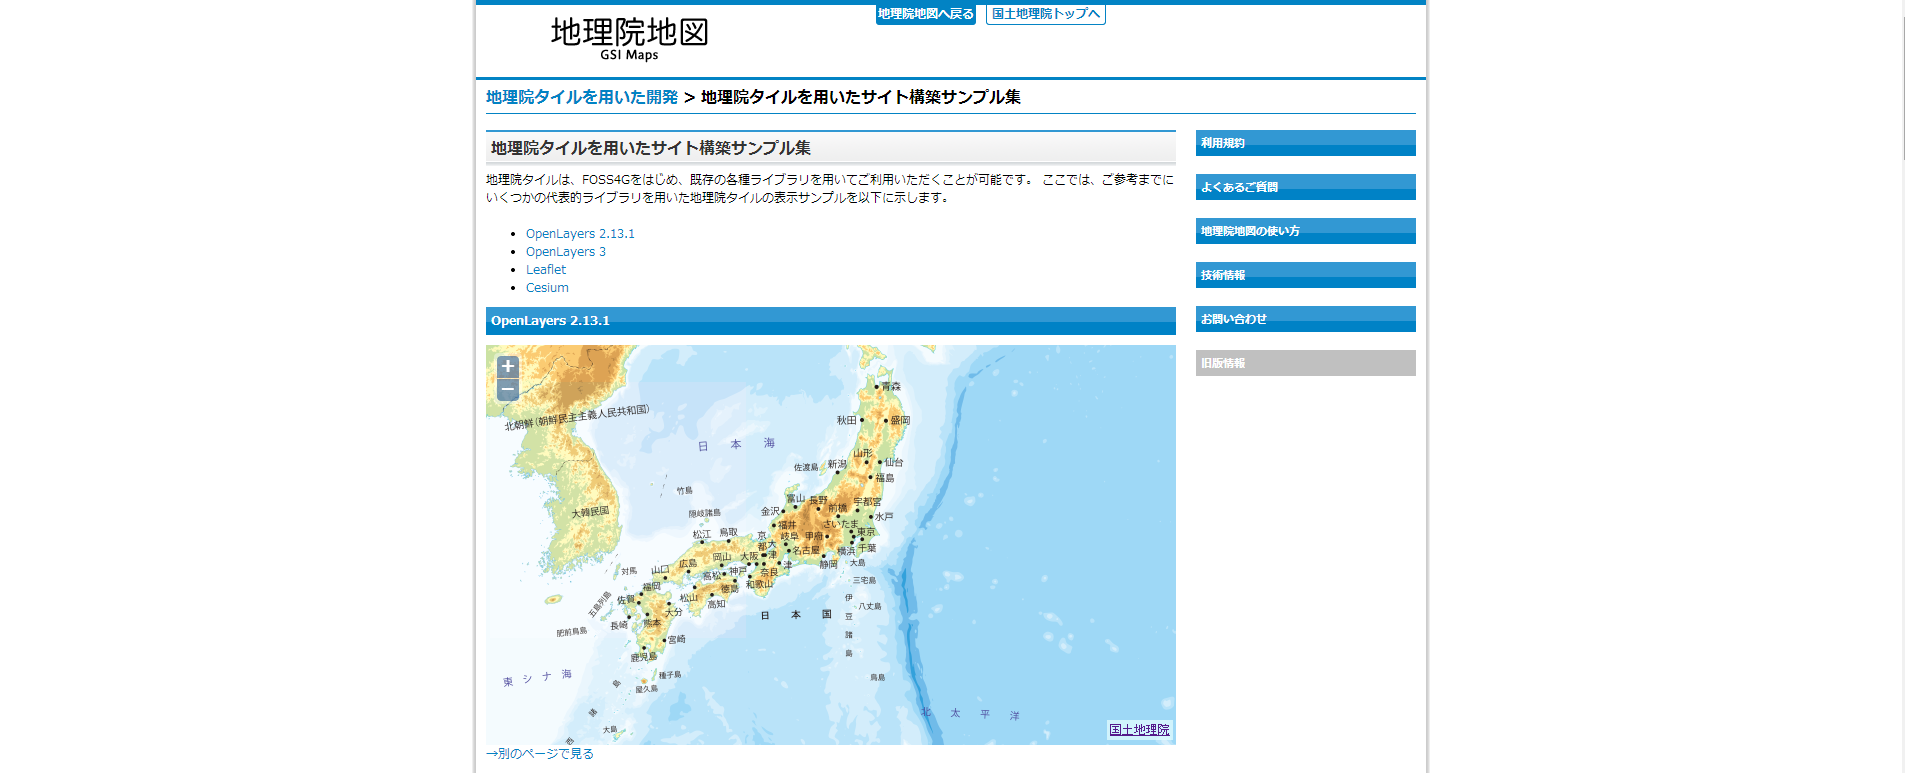 地理院地図
GSI Maps
地理院地図へ戻る
国土地理院トップへ
地理院タイルを用いた開発 > 地理院タイルを用いたサイト構築サンプル集
地理院タイルを用いたサイト構築サンプル集
地理院タイルは、FOSS4Gをはじめ、既存の各種ライブラリを用いてご利用いただくことが可能です。 ここでは、ご参考までに
いくつかの代表的ライブラリを用いた地理院タイルの表示サンプルを以下に示します。
OpenLayers 2.13.1
OpenLayers 3
Leaflet
Cesium
利用規約
よくあるご質問
地理院地図の使い方
技術情報
お問い合わせ
旧版情報
OpenLayers 2.13.1
+
−
北朝鮮(朝鮮民主主義人民共和国)
大韓民国
日本海
竹島
隠岐諸島
佐渡島
青森
秋田
盛岡
山形
仙台
新潟
福島
富山
長野
宇都宮
前橋
金沢
水戸
福井
さいたま
東京
岐阜
甲府
千葉
横浜
名古屋
静岡
松江
鳥取
京都
大津
岡山
大阪
津
広島
神戸
奈良
山口
高松
和歌山
徳島
対馬
福岡
松山
高知
佐賀
大分
五島列島
長崎
熊本
肥前鳥島
宮崎
鹿児島
種子島
屋久島
大島
三宅島
八丈島
伊豆諸島
鳥島
日本国
東シナ海
島
諸
西
大島
北太平洋
国土地理院
→別のページで見る